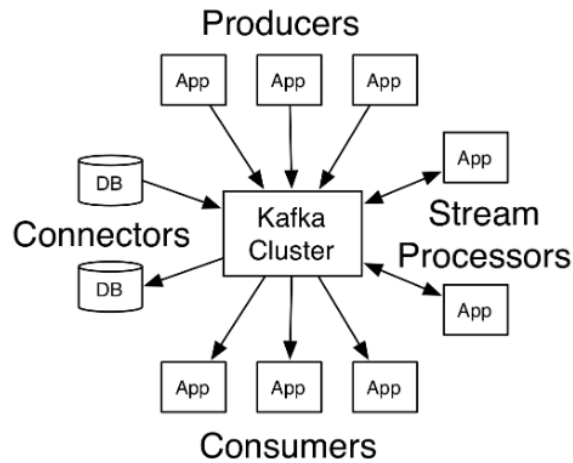 Producers
App
App
App
DB
App
Kafka
Cluster
Connectors
Stream
Processors
DB
App
App
App
App
Consumers